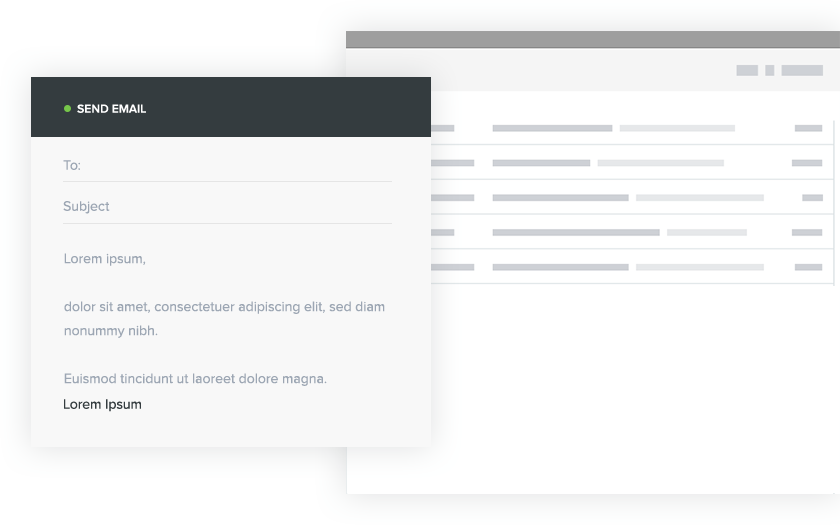 SEND EMAIL
To:
Subject
Lorem ipsum,
dolor sit amet, consectetuer adipiscing elit, sed diam
nonummy nibh.
Euismod tincidunt ut laoreet dolore magna.
Lorem Ipsum